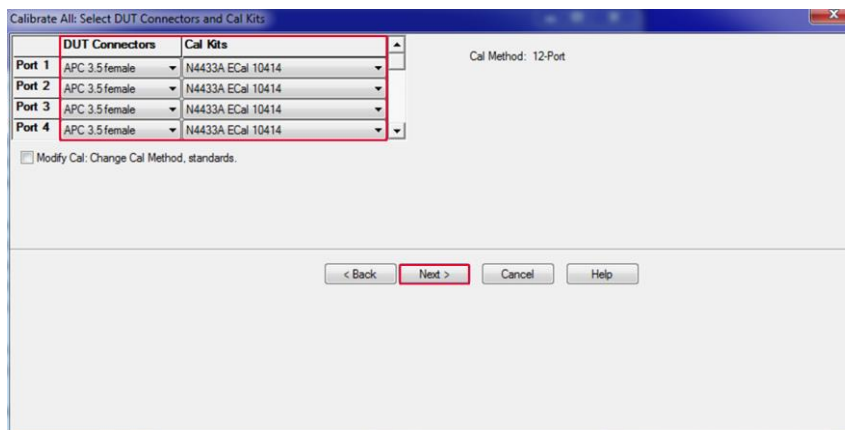 Calibrate All: Select DUT Connectors and Cal Kits
DUT Connectors Cal Kits
Port 1 APC 3.5 female N4433A ECal 10414
Port 2 APC 3.5 female N4433A ECal 10414
Port 3 APC 3.5 female N4433A ECal 10414
Port 4 APC 3.5 female N4433A ECal 10414
Cal Method: 12-Port
Modify Cal: Change Cal Method, standards.
< Back Next > Cancel Help